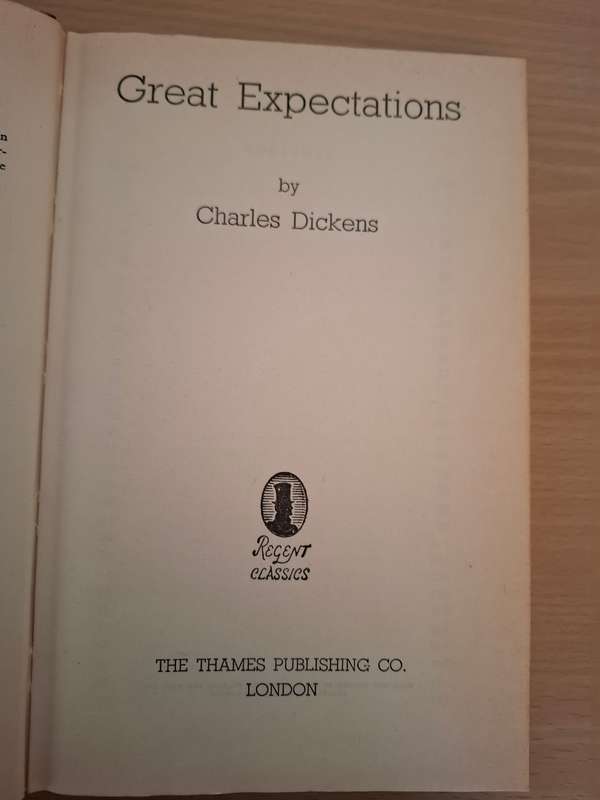 Great Expectations
by
Charles Dickens
REGENT
CLASSICS
THE THAMES PUBLISHING CO.
LONDON